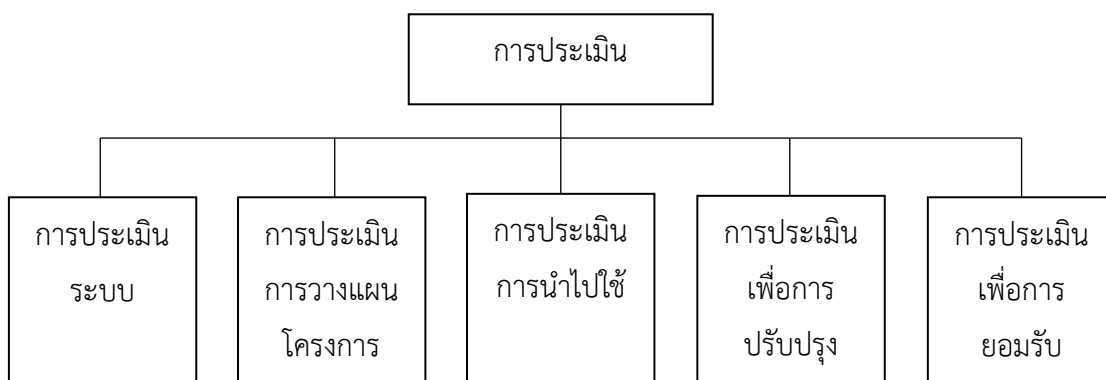 การประเมิน
การประเมิน
ระบบ
การประเมิน
การวางแผน
โครงการ
การประเมิน
การนำไปใช้
การประเมิน
เพื่อการ
ปรับปรุง
การประเมิน
เพื่อการ
ยอมรับ